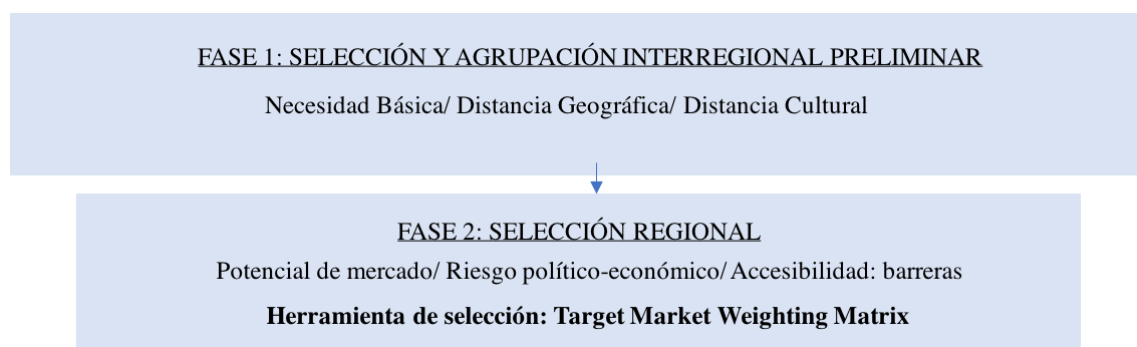 FASE 1: SELECCIÓN Y AGRUPACIÓN INTERREGIONAL PRELIMINAR
Necesidad Básica/ Distancia Geográfica/ Distancia Cultural
FASE 2: SELECCIÓN REGIONAL
Potencial de mercado/ Riesgo político-económico/ Accesibilidad: barreras
Herramienta de selección: Target Market Weighting Matrix